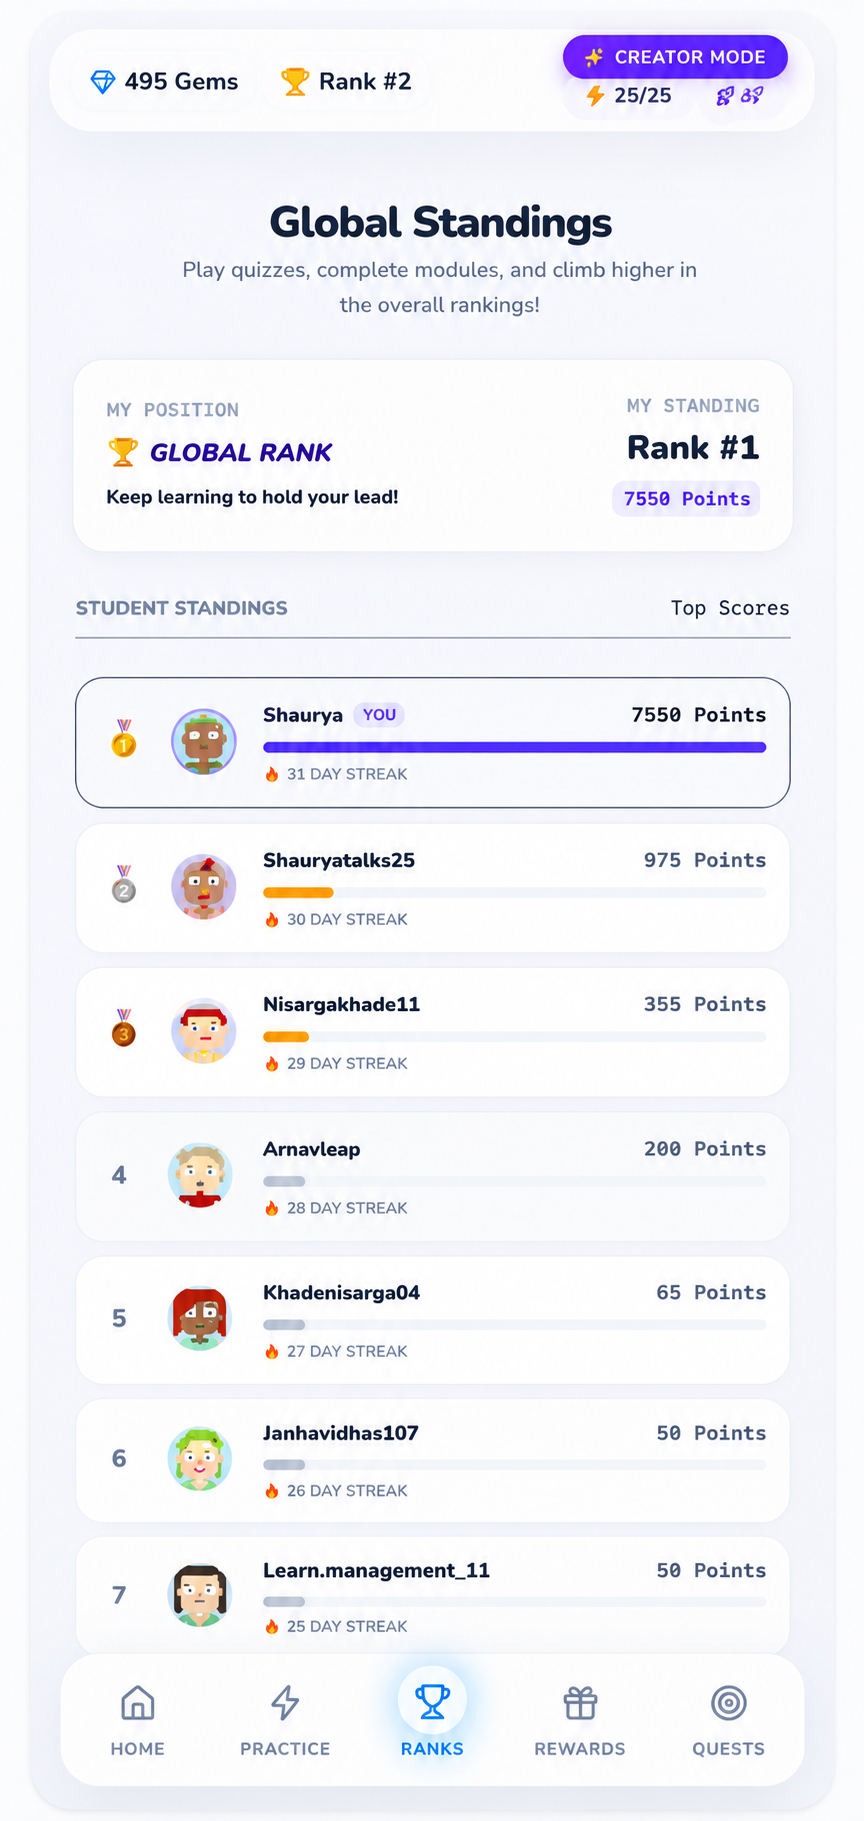 CREATOR MODE
495 Gems
Rank #2
25/25
Global Standings
Play quizzes, complete modules, and climb higher in
the overall rankings!
MY POSITION
GLOBAL RANK
Keep learning to hold your lead!
MY STANDING
Rank #1
7550 Points
STUDENT STANDINGS
Top Scores
1
Shaurya YOU
7550 Points
31 DAY STREAK
2
Shauryatalks25
975 Points
30 DAY STREAK
3
Nisargakhade11
355 Points
29 DAY STREAK
4
Arnavleap
200 Points
28 DAY STREAK
5
Khadenisarga04
65 Points
27 DAY STREAK
6
Janhavidhas107
50 Points
26 DAY STREAK
7
Learn.management_11
50 Points
25 DAY STREAK
HOME
PRACTICE
RANKS
REWARDS
QUESTS